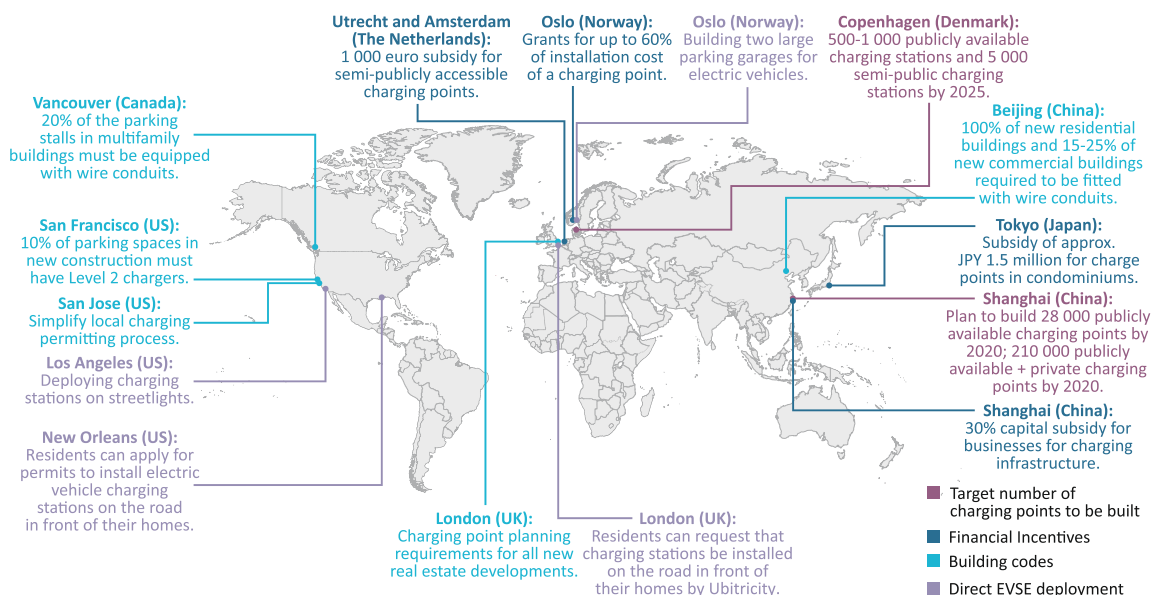 Utrecht and Amsterdam
(The Netherlands):
1 000 euro subsidy for
semi-publicly accessible
charging points.
Oslo (Norway):
Grants for up to 60%
of installation cost
of a charging point.
Oslo (Norway):
Building two large
parking garages for
electric vehicles.
Copenhagen (Denmark):
500-1 000 publicly available
charging stations and 5 000
semi-public charging
stations by 2025.
Vancouver (Canada):
20% of the parking
stalls in multifamily
buildings must be equipped
with wire conduits.
San Francisco (US):
10% of parking spaces in
new construction must
have Level 2 chargers.
San Jose (US):
Simplify local charging
permitting process.
Los Angeles (US):
Deploying charging
stations on streetlights.
New Orleans (US):
Residents can apply for
permits to install electric
vehicle charging
stations on the road
in front of their homes.
Beijing (China):
100% of new residential
buildings and 15-25% of
new commercial buildings
required to be fitted
with wire conduits.
Tokyo (Japan):
Subsidy of approx.
JPY 1.5 million for charge
points in condominiums.
Shanghai (China):
Plan to build 28 000 publicly
available charging points by
2020; 210 000 publicly
available + private charging
points by 2020.
Shanghai (China):
30% capital subsidy for
businesses for charging
infrastructure.
London (UK):
Charging point planning
requirements for all new
real estate developments.
London (UK):
Residents can request that
charging stations be installed
on the road in front of
their homes by Ubitricity.
Target number of
charging points to be built
Financial Incentives
Building codes
Direct EVSE deployment